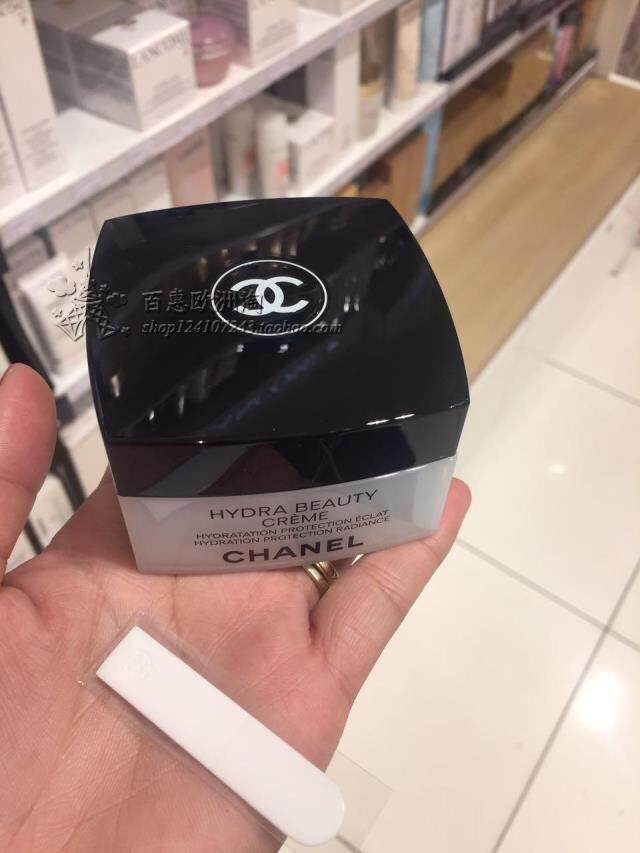 LANCÔME
百惠欧洲淘
shop124107243.taobao.com
HYDRA BEAUTY
CRÈME
HYDRATATION PROTECTION ÉCLAT
HYDRATION PROTECTION RADIANCE
CHANEL